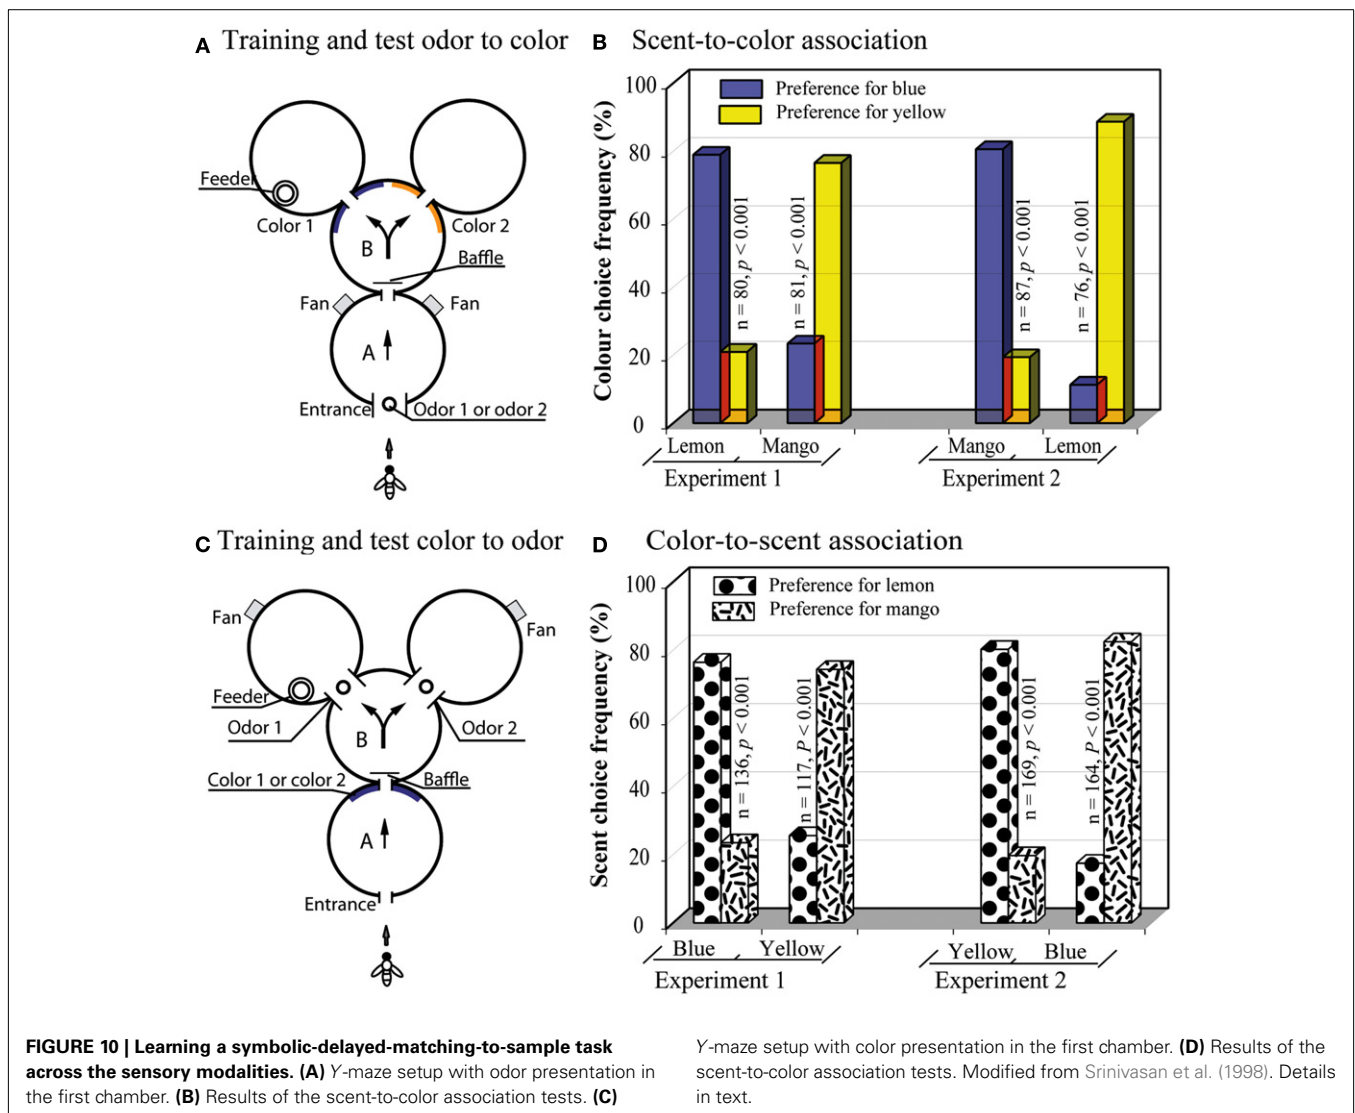 A Training and test odor to color
Feeder
Color 1
Color 2
B
Baffle
Fan
Fan
A
Entrance
Odor 1 or odor 2
B Scent-to-color association
Preference for blue
Preference for yellow
Colour choice frequency (%)
100
80
60
40
20
0
n = 80, p < 0.001
n = 81, p < 0.001
n = 87, p < 0.001
n = 76, p < 0.001
Lemon Mango Mango Lemon
Experiment 1 Experiment 2
C Training and test color to odor
Fan
Fan
Feeder
Odor 1
Odor 2
B
Color 1 or color 2
Baffle
A
Entrance
D Color-to-scent association
Preference for lemon
Preference for mango
Scent choice frequency (%)
100
80
60
40
20
0
n = 136, p < 0.001
n = 117, P < 0.001
n = 169, p < 0.001
n = 164, P < 0.001
Blue Yellow Yellow Blue
Experiment 1 Experiment 2
FIGURE 10 | Learning a symbolic-delayed-matching-to-sample task
across the sensory modalities. (A) Y-maze setup with odor presentation in
the first chamber. (B) Results of the scent-to-color association tests. (C)
Y-maze setup with color presentation in the first chamber. (D) Results of the
scent-to-color association tests. Modified from Srinivasan et al. (1998). Details
in text.